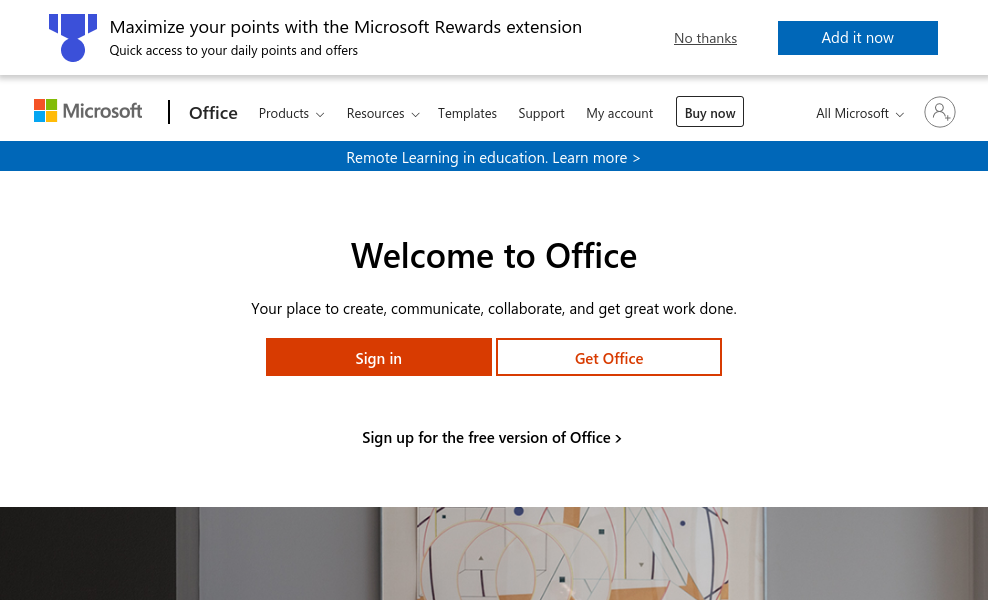 Maximize your points with the Microsoft Rewards extension
Quick access to your daily points and offers
No thanks
Add it now
Microsoft
Office
Products
Resources
Templates
Support
My account
Buy now
All Microsoft
Remote Learning in education. Learn more >
Welcome to Office
Your place to create, communicate, collaborate, and get great work done.
Sign in
Get Office
Sign up for the free version of Office >